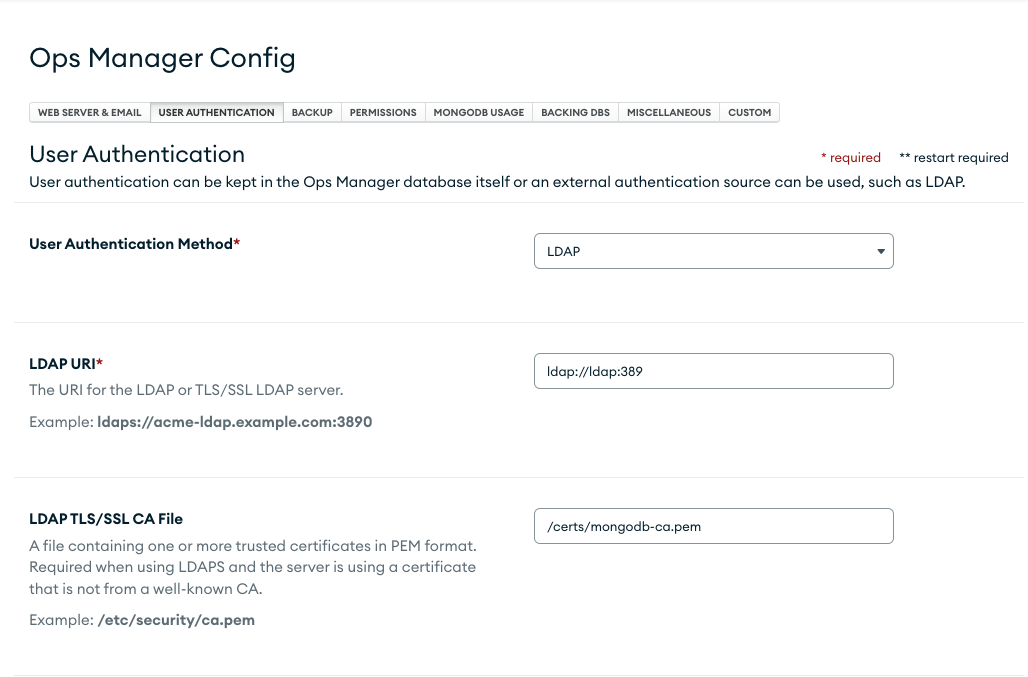 Ops Manager Config
WEB SERVER & EMAIL USER AUTHENTICATION BACKUP PERMISSIONS MONGODB USAGE BACKING DBS MISCELLANEOUS CUSTOM
User Authentication
* required ** restart required
User authentication can be kept in the Ops Manager database itself or an external authentication source can be used, such as LDAP.
User Authentication Method*
LDAP
LDAP URI*
ldap://ldap:389
The URI for the LDAP or TLS/SSL LDAP server.
Example: ldaps://acme-ldap.example.com:3890
LDAP TLS/SSL CA File
/certs/mongodb-ca.pem
A file containing one or more trusted certificates in PEM format.
Required when using LDAPS and the server is using a certificate
that is not from a well-known CA.
Example: /etc/security/ca.pem